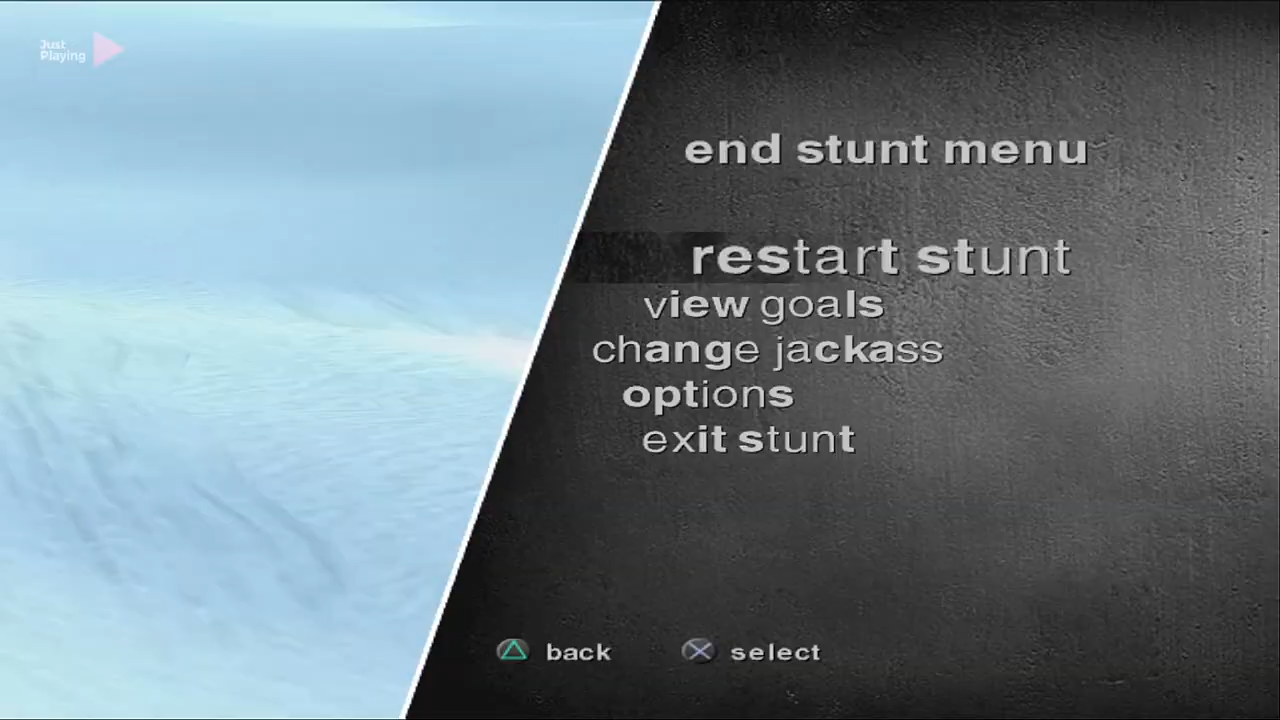 Just
Playing
end stunt menu
restart stunt
view goals
change jackass
options
exit stunt
back select